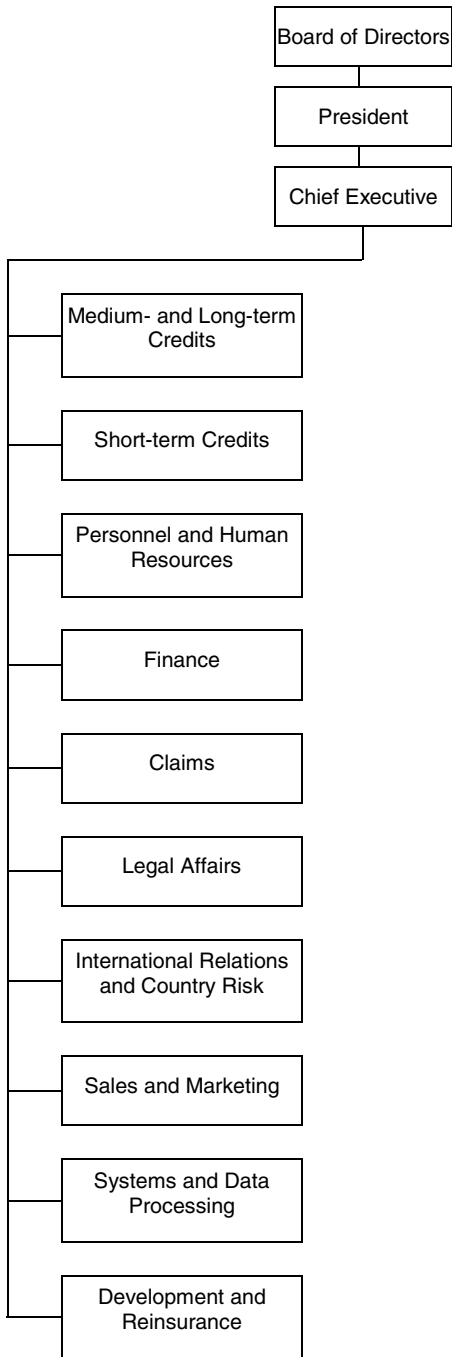 Board of Directors
President
Chief Executive
Medium- and Long-term
Credits
Short-term Credits
Personnel and Human
Resources
Finance
Claims
Legal Affairs
International Relations
and Country Risk
Sales and Marketing
Systems and Data
Processing
Development and
Reinsurance